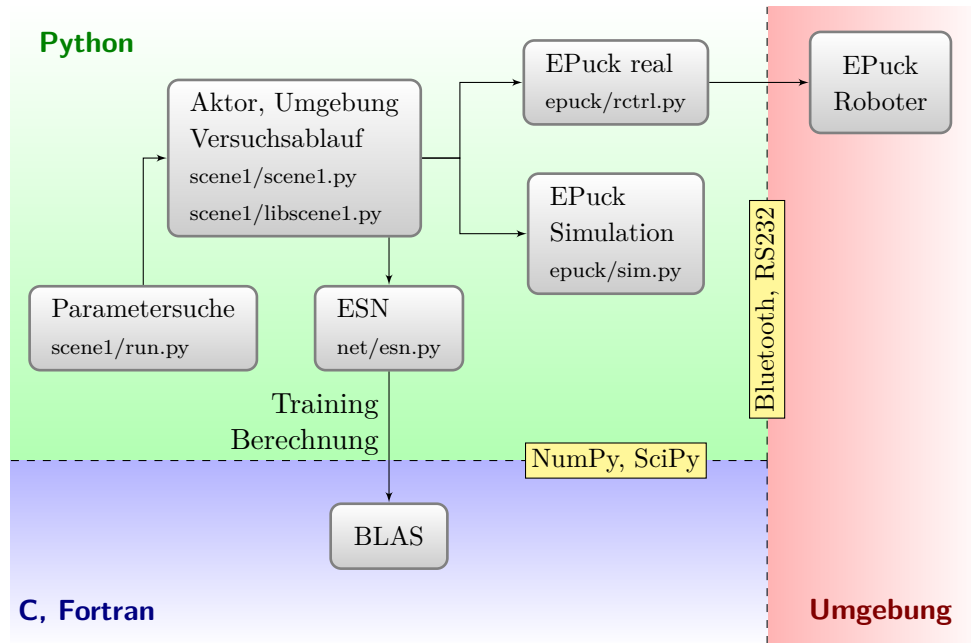 Python
EPuck real
epuck/rctrl.py
EPuck
Roboter
Aktor, Umgebung
Versuchsablauf
scene1/scene1.py
scene1/libscene1.py
EPuck
Simulation
epuck/sim.py
Bluetooth, RS232
Parametersuche
scene1/run.py
ESN
net/esn.py
Training
Berechnung
NumPy, SciPy
BLAS
C, Fortran
Umgebung